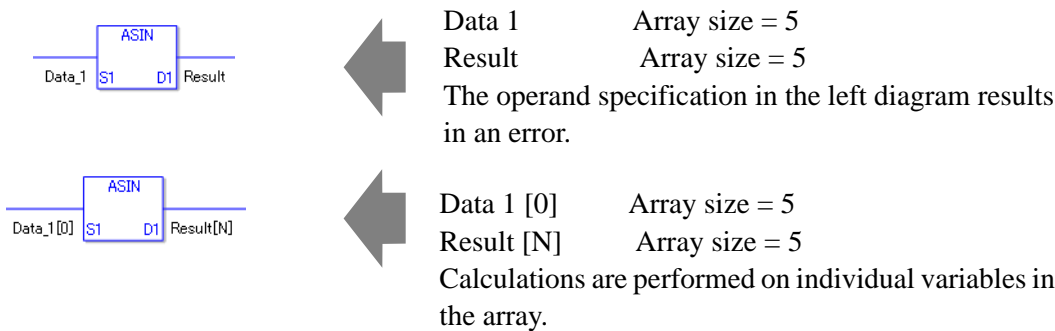 ASIN
Data_1 S1 D1 Result
Data 1 Array size = 5
Result Array size = 5
The operand specification in the left diagram results
in an error.
ASIN
Data_1[0] S1 D1 Result[N]
Data 1 [0] Array size = 5
Result [N] Array size = 5
Calculations are performed on individual variables in
the array.